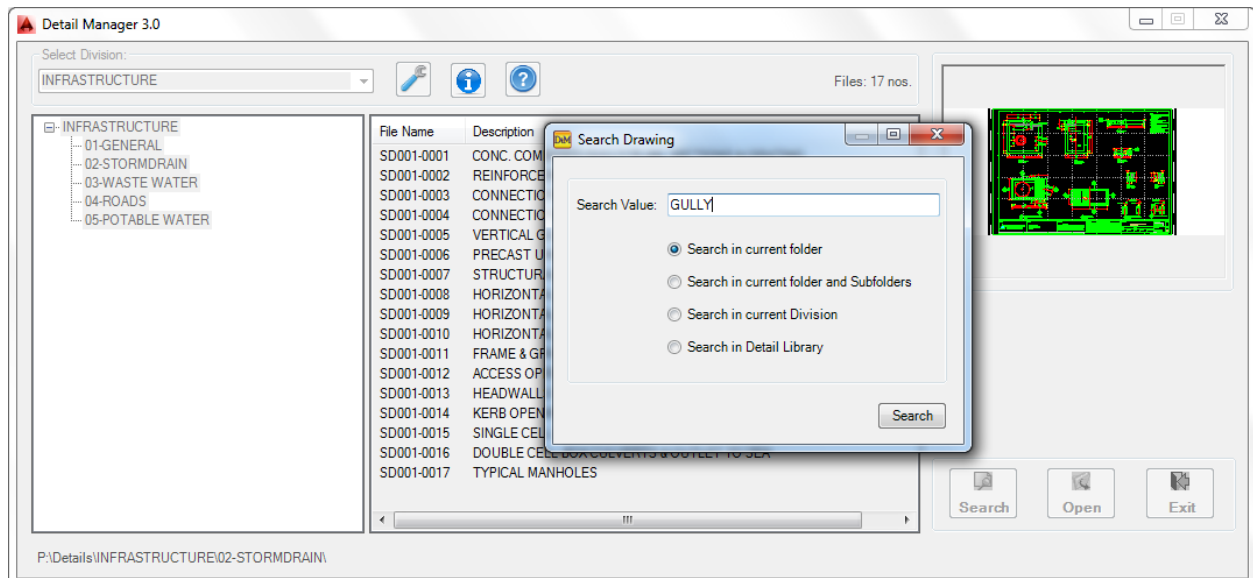 Detail Manager 3.0
Select Division:
INFRASTRUCTURE
Files: 17 nos.
INFRASTRUCTURE
01-GENERAL
02-STORMDRAIN
03-WASTE WATER
04-ROADS
05-POTABLE WATER
File Name Description
SD001-0001 CONC. COM
SD001-0002 REINFORCE
SD001-0003 CONNECTIO
SD001-0004 CONNECTIO
SD001-0005 VERTICAL G
SD001-0006 PRECAST U
SD001-0007 STRUCTUR
SD001-0008 HORIZONTA
SD001-0009 HORIZONTA
SD001-0010 HORIZONTA
SD001-0011 FRAME & GR
SD001-0012 ACCESS OP
SD001-0013 HEADWALL
SD001-0014 KERB OPEN
SD001-0015 SINGLE CEL
SD001-0016 DOUBLE CELL BOX CULVERTS & OUTLET TO SEA
SD001-0017 TYPICAL MANHOLES
DeM Search Drawing
Search Value: GULLY
Search in current folder
Search in current folder and Subfolders
Search in current Division
Search in Detail Library
Search
Search Open Exit
P:\Details\INFRASTRUCTURE\02-STORMDRAIN\